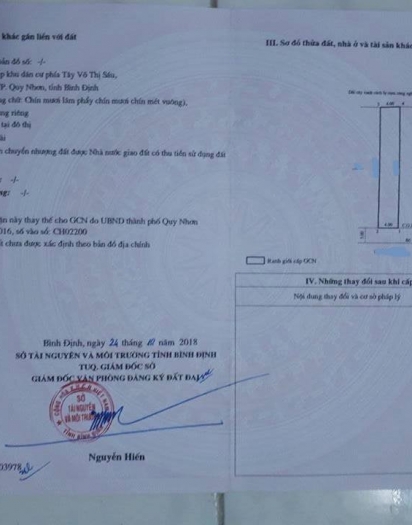 khác gắn liền với đất
bản đồ số: -/-
p khu dân cư phía Tây Võ Thị Sáu,
TP. Quy Nhơn, tỉnh Bình Định
chữ: Chín mươi lăm phẩy chín mươi chín mét vuông).
riêng
tại đô thị
chuyển nhượng đất được Nhà nước giao đất có thu tiền sử dụng đất
: -/-
ng: -/-
này thay thế cho GCN do UBND thành phố Quy Nhơn
016, số vào sổ: CH02200
chưa được xác định theo bản đồ địa chính
Bình Định, ngày 24 tháng 10 năm 2018
SỞ TÀI NGUYÊN VÀ MÔI TRƯỜNG TỈNH BÌNH ĐỊNH
TUQ. GIÁM ĐỐC SỞ
GIÁM ĐỐC VĂN PHÒNG ĐĂNG KÝ ĐẤT ĐAI
SỞ
TÀI NGUYÊN
VÀ MÔI TRƯỜNG
TỈNH BÌNH ĐỊNH
Nguyễn Hiến
03978
III. Sơ đồ thửa đất, nhà ở và tài sản khác
Ranh giới cấp GCN
IV. Những thay đổi sau khi cấp
Nội dung thay đổi và cơ sở pháp lý